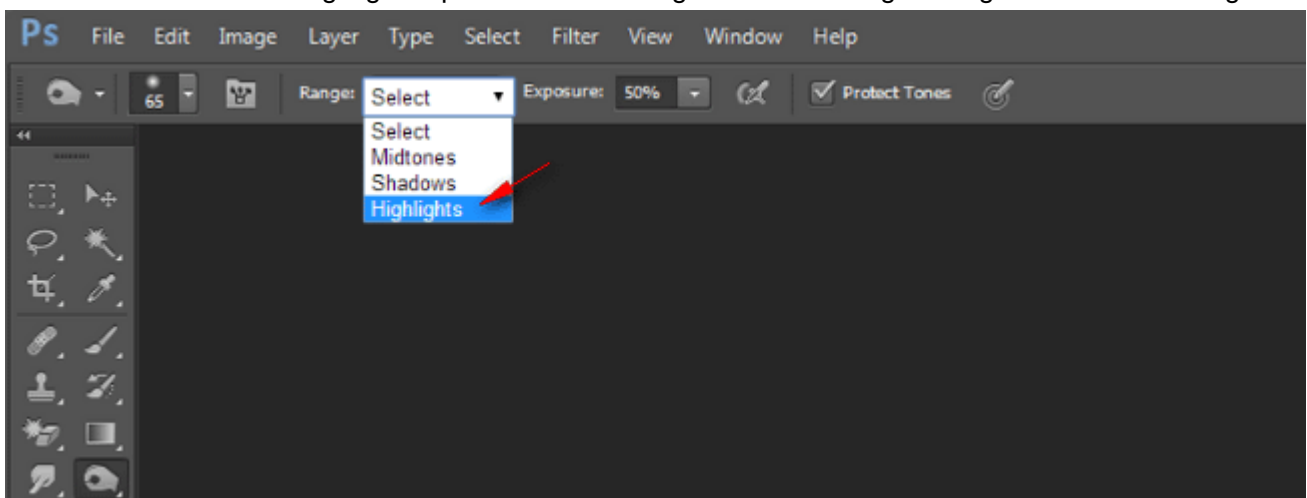 Ps File Edit Image Layer Type Select Filter View Window Help
65 Range: Select Exposure: 50% Protect Tones
Select
Midtones
Shadows
Highlights